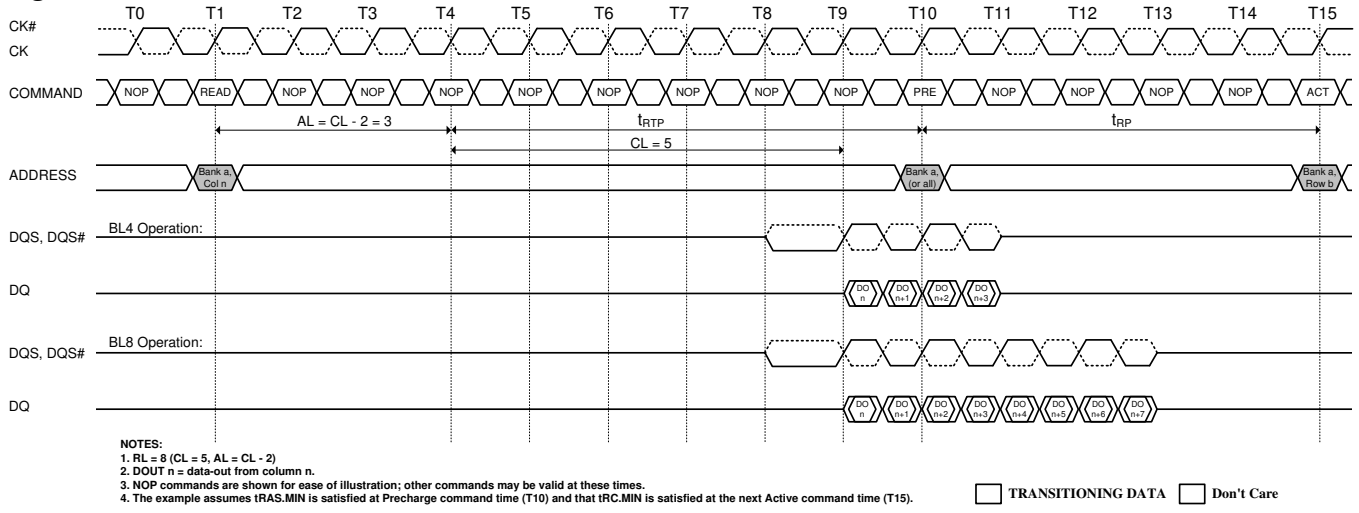 T0 T1 T2 T3 T4 T5 T6 T7 T8 T9 T10 T11 T12 T13 T14 T15
CK#
CK
COMMAND NOP READ NOP NOP NOP NOP NOP NOP NOP NOP PRE NOP NOP NOP NOP ACT
AL = CL - 2 = 3 tRTP tRP
CL = 5
ADDRESS Bank a, Col n Bank a, (or all) Bank a, Row b
BL4 Operation:
DQS, DQS#
DQ DO n DO n+1 DO n+2 DO n+3
BL8 Operation:
DQS, DQS#
DQ DO n DO n+1 DO n+2 DO n+3 DO n+4 DO n+5 DO n+6 DO n+7
NOTES:
1. RL = 8 (CL = 5, AL = CL - 2)
2. DOUT n = data-out from column n.
3. NOP commands are shown for ease of illustration; other commands may be valid at these times.
4. The example assumes tRAS.MIN is satisfied at Precharge command time (T10) and that tRC.MIN is satisfied at the next Active command time (T15).
TRANSITIONING DATA Don't Care